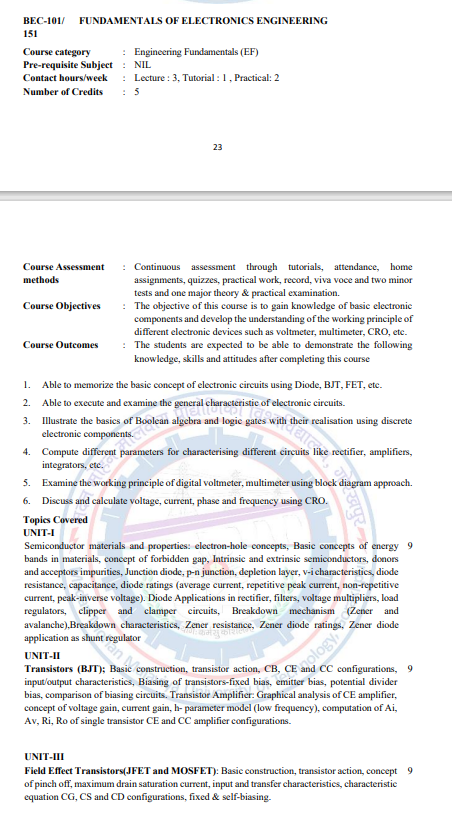 BEC-101/ FUNDAMENTALS OF ELECTRONICS ENGINEERING
151
Course category : Engineering Fundamentals (EF)
Pre-requisite Subject : NIL
Contact hours/week : Lecture : 3, Tutorial : 1 , Practical: 2
Number of Credits : 5
23
Course Assessment : Continuous assessment through tutorials, attendance, home
methods assignments, quizzes, practical work, record, viva voce and two minor
tests and one major theory & practical examination.
Course Objectives : The objective of this course is to gain knowledge of basic electronic
components and develop the understanding of the working principle of
different electronic devices such as voltmeter, multimeter, CRO, etc.
Course Outcomes : The students are expected to be able to demonstrate the following
knowledge, skills and attitudes after completing this course
1. Able to memorize the basic concept of electronic circuits using Diode, BJT, FET, etc.
2. Able to execute and examine the general characteristic of electronic circuits.
3. Illustrate the basics of Boolean algebra and logic gates with their realisation using discrete
electronic components.
4. Compute different parameters for characterising different circuits like rectifier, amplifiers,
integrators, etc.
5. Examine the working principle of digital voltmeter, multimeter using block diagram approach.
6. Discuss and calculate voltage, current, phase and frequency using CRO.
Topics Covered
UNIT-I
Semiconductor materials and properties: electron-hole concepts, Basic concepts of energy 9
bands in materials, concept of forbidden gap, Intrinsic and extrinsic semiconductors, donors
and acceptors impurities, Junction diode, p-n junction, depletion layer, v-i characteristics, diode
resistance, capacitance, diode ratings (average current, repetitive peak current, non-repetitive
current, peak-inverse voltage). Diode Applications in rectifier, filters, voltage multipliers, load
regulators, clipper and clamper circuits, Breakdown mechanism (Zener and
avalanche),Breakdown characteristics, Zener resistance, Zener diode ratings, Zener diode
application as shunt regulator
UNIT-II
Transistors (BJT); Basic construction, transistor action, CB, CE and CC configurations, 9
input/output characteristics, Biasing of transistors-fixed bias, emitter bias, potential divider
bias, comparison of biasing circuits. Transistor Amplifier: Graphical analysis of CE amplifier,
concept of voltage gain, current gain, h- parameter model (low frequency), computation of Ai,
Av, Ri, Ro of single transistor CE and CC amplifier configurations.
UNIT-III
Field Effect Transistors(JFET and MOSFET): Basic construction, transistor action, concept 9
of pinch off, maximum drain saturation current, input and transfer characteristics, characteristic
equation CG, CS and CD configurations, fixed & self-biasing.